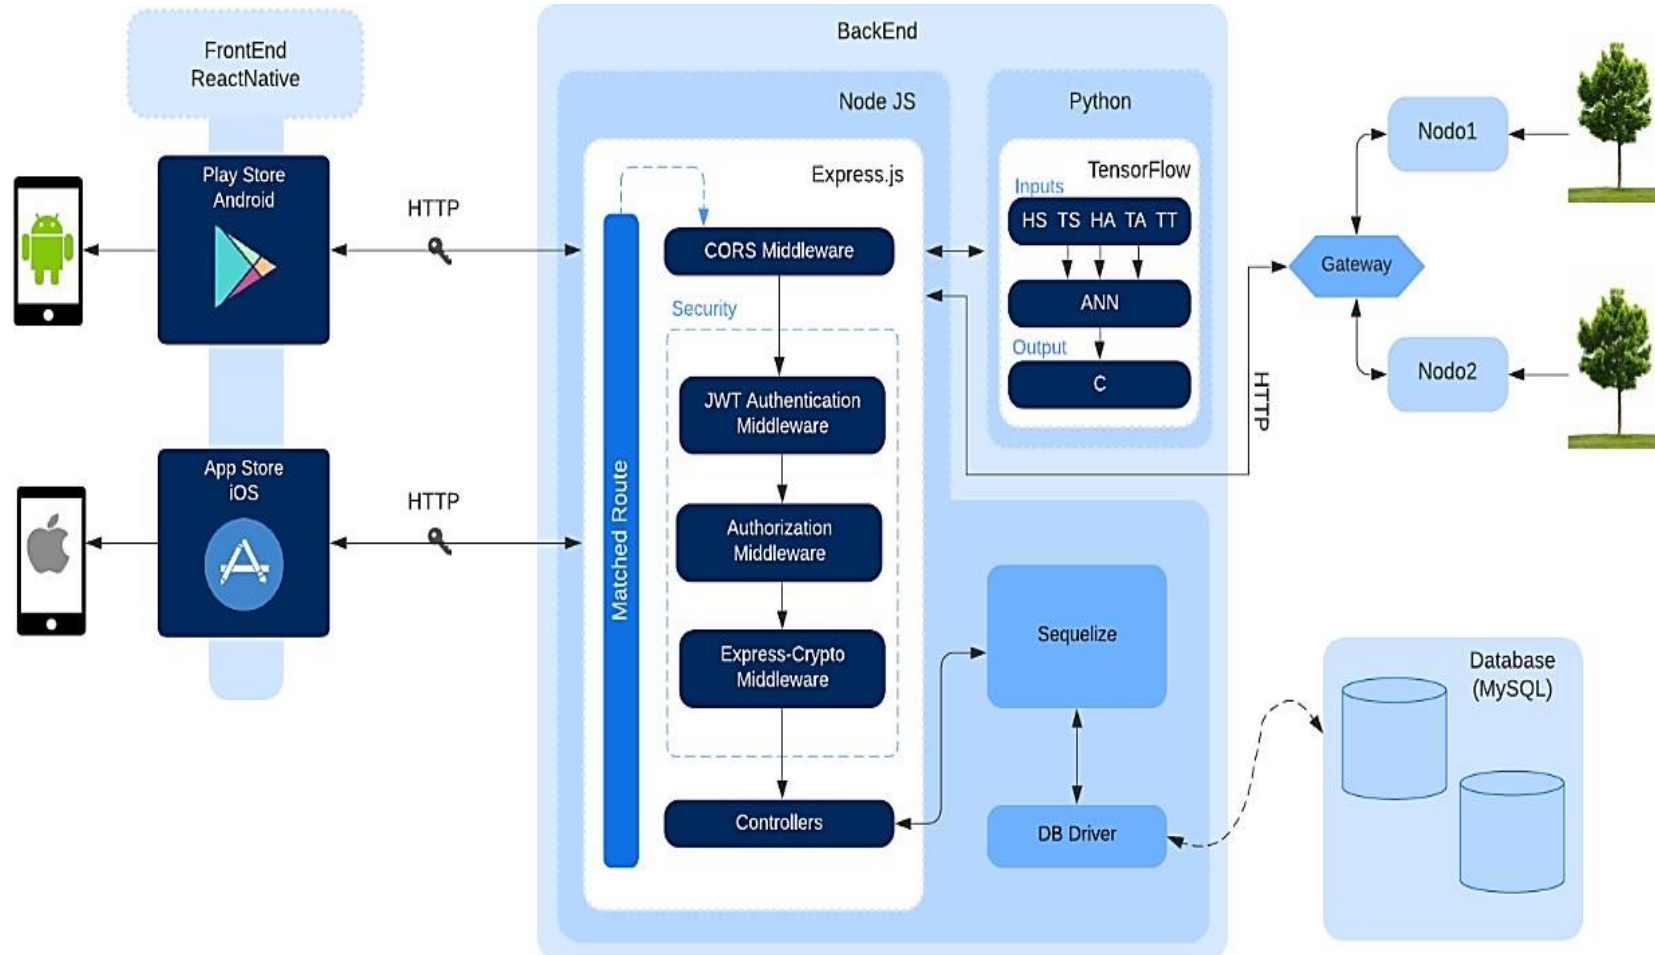 FrontEnd
ReactNative
Play Store
Android
HTTP
App Store
iOS
HTTP
BackEnd
Node JS
Express.js
Matched Route
CORS Middleware
Security
JWT Authentication
Middleware
Authorization
Middleware
Express-Crypto
Middleware
Controllers
Python
TensorFlow
Inputs
HS TS HA TA TT
ANN
Output
C
Sequelize
DB Driver
HTTP
Nodo1
Gateway
Nodo2
Database
(MySQL)